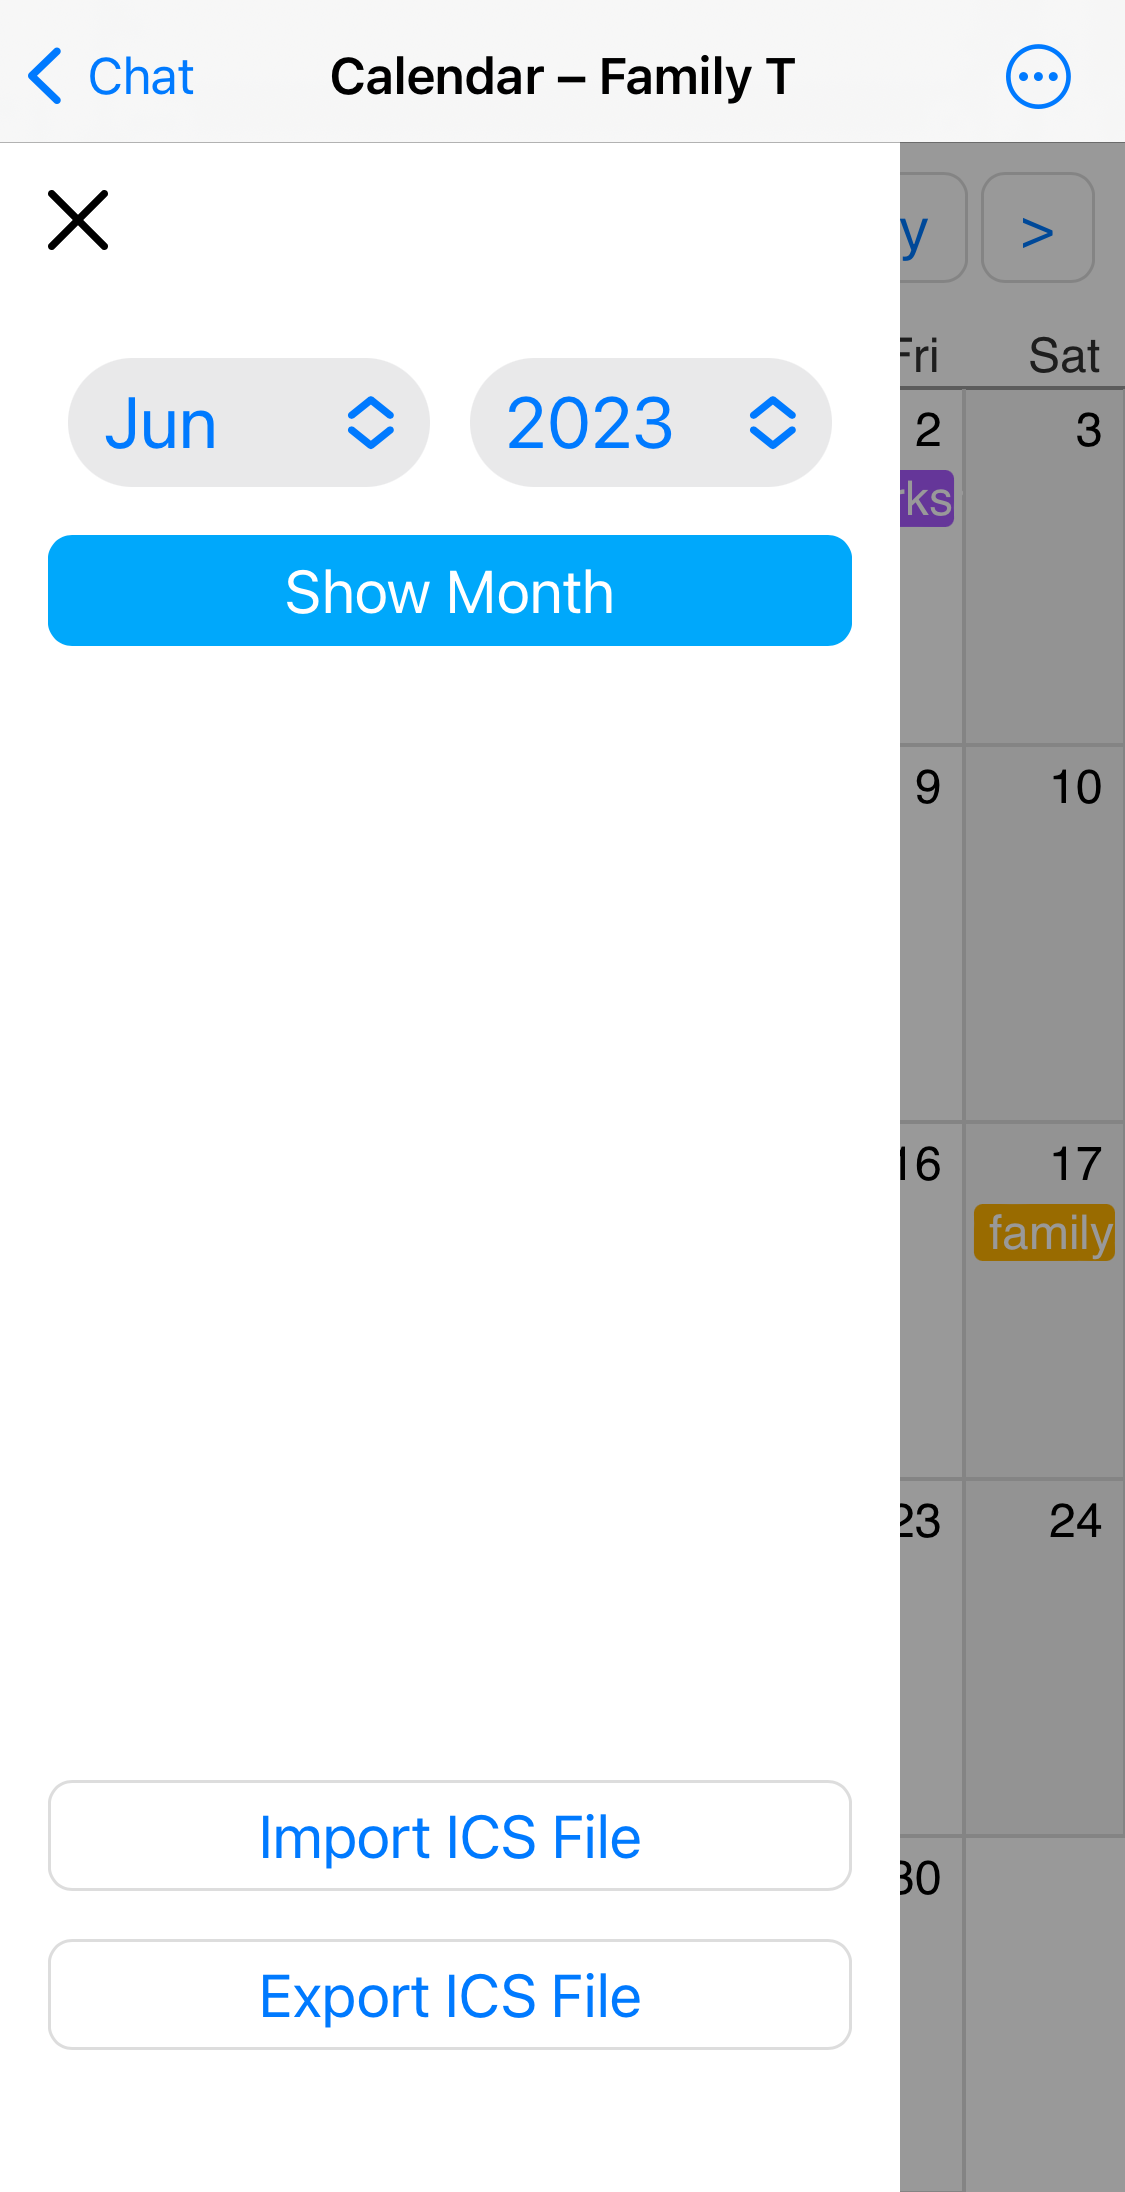 Chat
Calendar – Family T
>
Sat
Jun
2023
2
3
Show Month
9
10
16
17
family
23
24
Import ICS File
30
Export ICS File